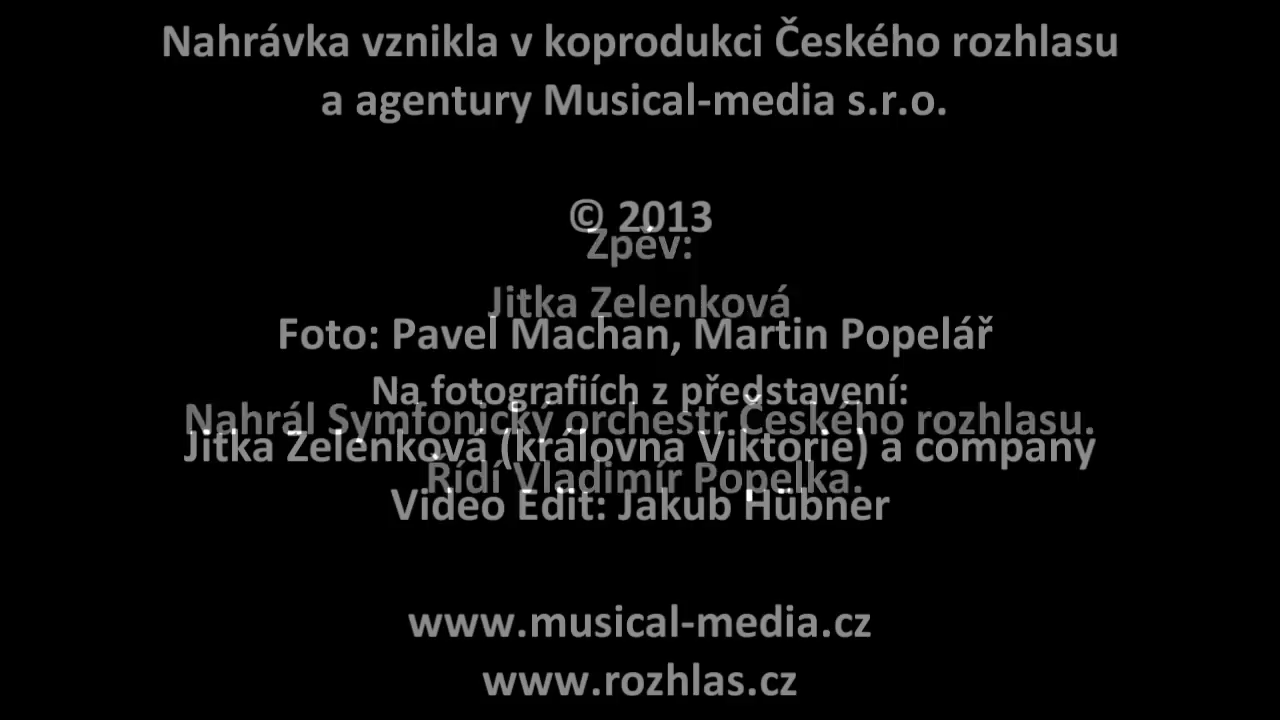 Nahrávka vznikla v koprodukci Českého rozhlasu
a agentury Musical-media s.r.o.
© 2013
Zpěv:
Jitka Zelenková
Foto: Pavel Machan, Martin Popelář
Na fotografiích z představení:
Nahrál Symfonický orchestr Českého rozhlasu.
Jitka Zelenková (královna Viktorie) a company
Řídí Vladimír Popelka.
Video Edit: Jakub Hübner
www.musical-media.cz
www.rozhlas.cz